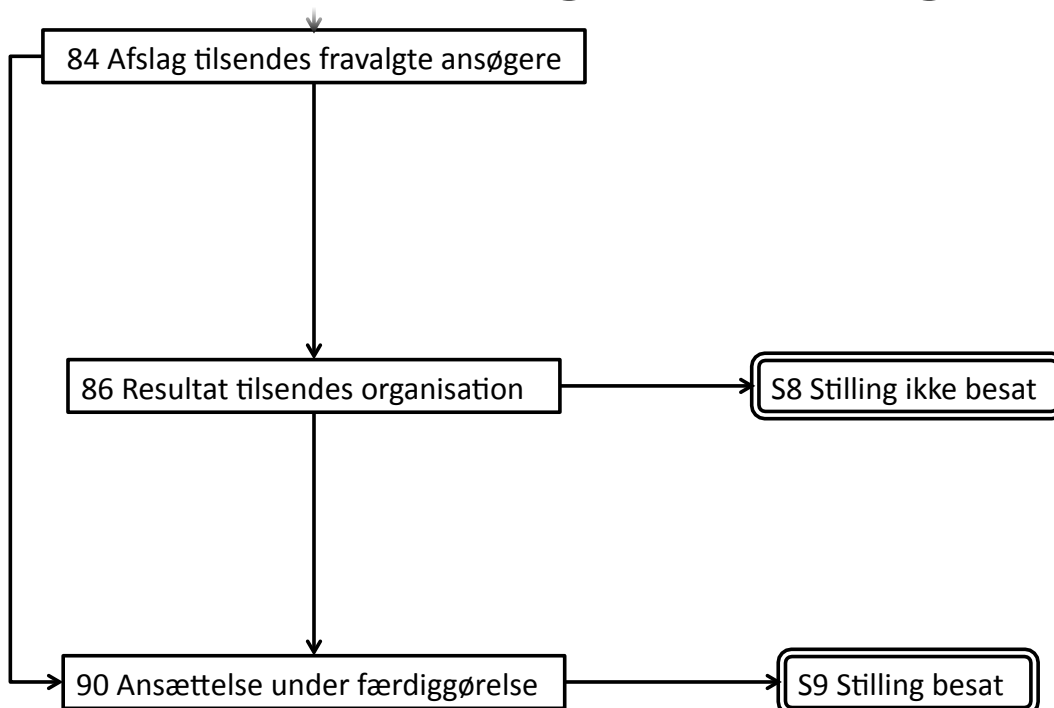 84 Afslag tilsendes fravalgte ansøgere
86 Resultat tilsendes organisation
S8 Stilling ikke besat
90 Ansættelse under færdiggørelse
S9 Stilling besat